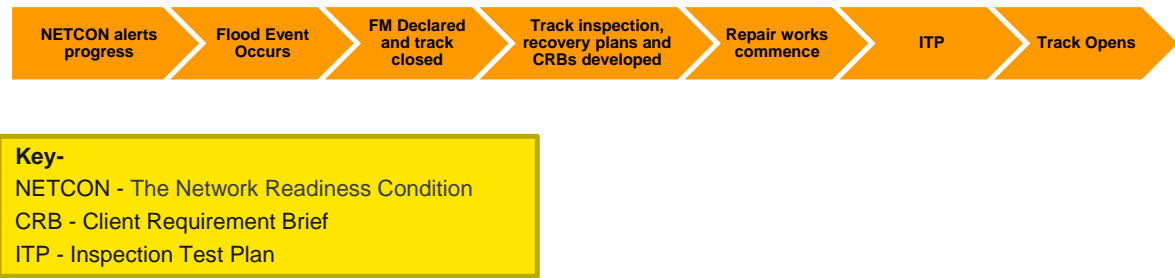 NETCON alerts
progress
Flood Event
Occurs
FM Declared
and track
closed
Track inspection,
recovery plans and
CRBs developed
Repair works
commence
ITP
Track Opens
Key-
NETCON - The Network Readiness Condition
CRB - Client Requirement Brief
ITP - Inspection Test Plan